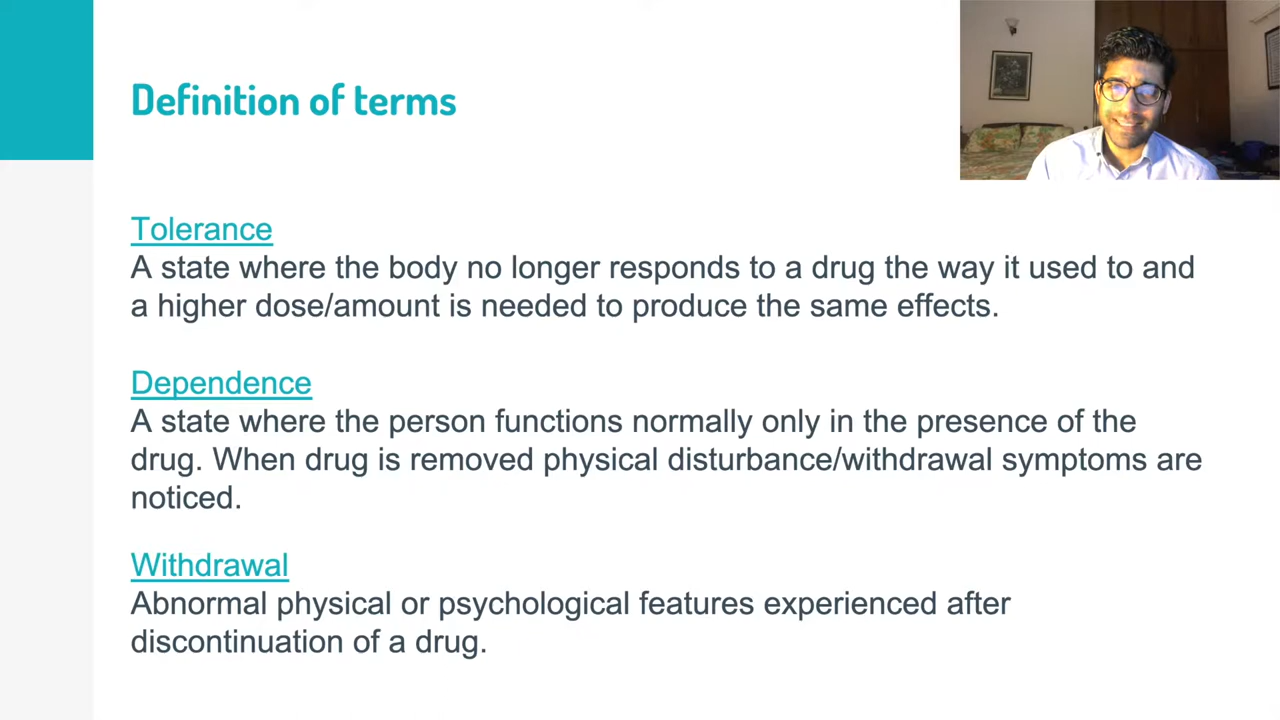 Definition of terms
Tolerance
A state where the body no longer responds to a drug the way it used to and
a higher dose/amount is needed to produce the same effects.
Dependence
A state where the person functions normally only in the presence of the
drug. When drug is removed physical disturbance/withdrawal symptoms are
noticed.
Withdrawal
Abnormal physical or psychological features experienced after
discontinuation of a drug.